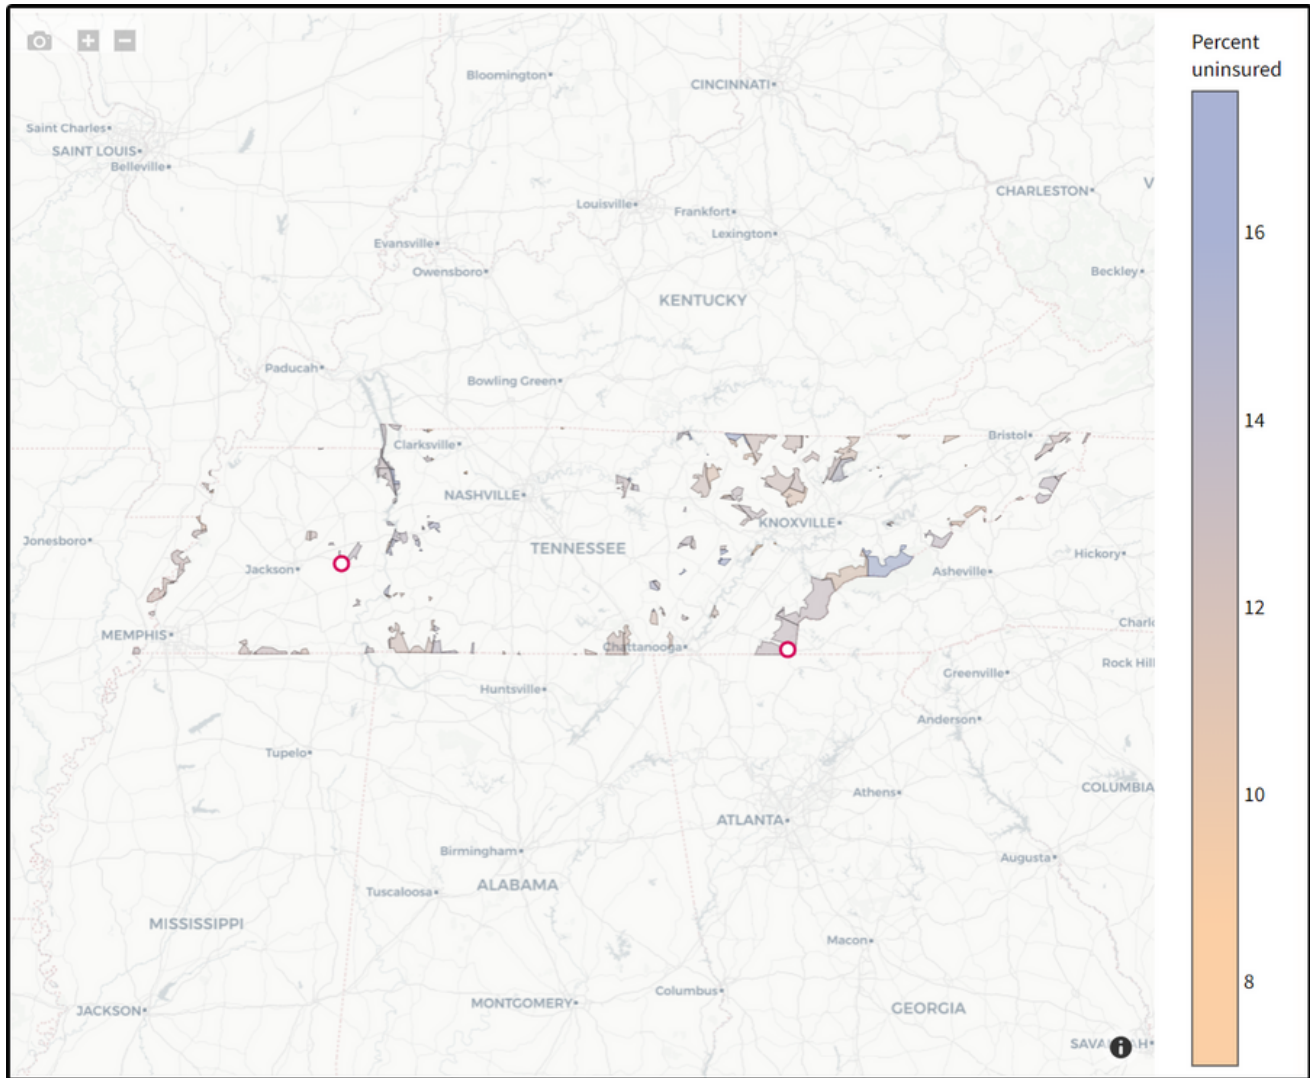 Percent
uninsured
16
14
12
10
8
Bloomington
CINCINNATI
Saint Charles
SAINT LOUIS
Belleville
CHARLESTON
V
Louisville
Frankfort
Lexington
Evansville
Owensboro
Beckley
KENTUCKY
Paducah
Bowling Green
Clarksville
Bristol
NASHVILLE
KNOXVILLE
Jonesboro
TENNESSEE
Hickory
Jackson
Asheville
MEMPHIS
Charlo
Chattanooga
Rock Hill
Greenville
Huntsville
Anderson
Tupelo
COLUMBIA
Athens
ATLANTA
Birmingham
Augusta
Tuscaloosa
ALABAMA
MISSISSIPPI
Macon
Columbus
MONTGOMERY
GEORGIA
JACKSON